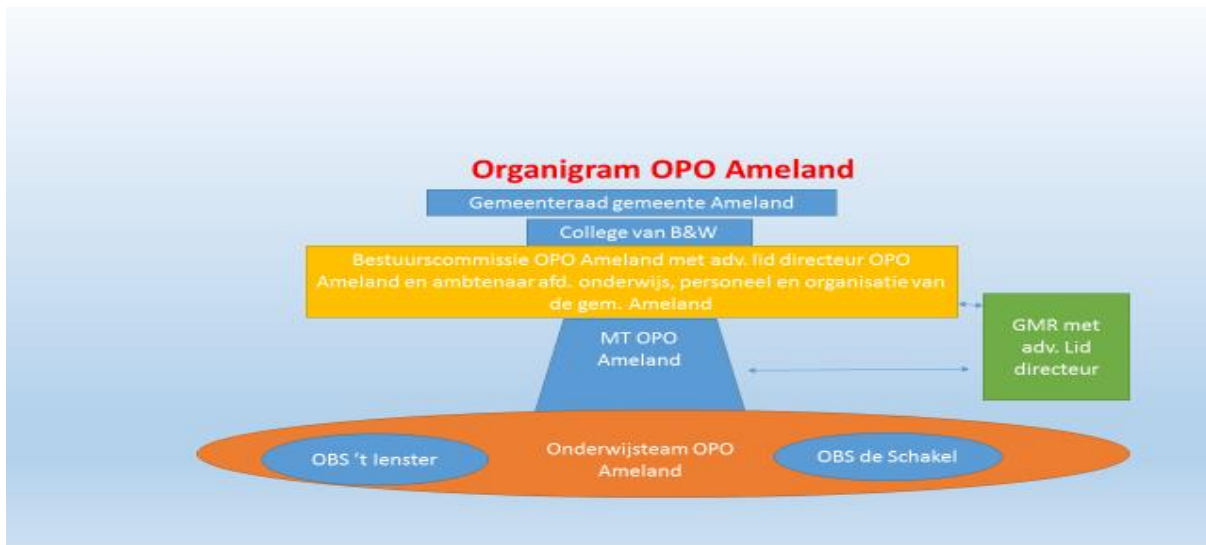 Organigram OPO Ameland
Gemeenteraad gemeente Ameland
College van B&W
Bestuurscommissie OPO Ameland met adv. lid directeur OPO
Ameland en ambtenaar afd. onderwijs, personeel en organisatie van
de gem. Ameland
MT OPO
Ameland
GMR met
adv. Lid
directeur
OBS 't Ienster
Onderwijsteam OPO
Ameland
OBS de Schakel